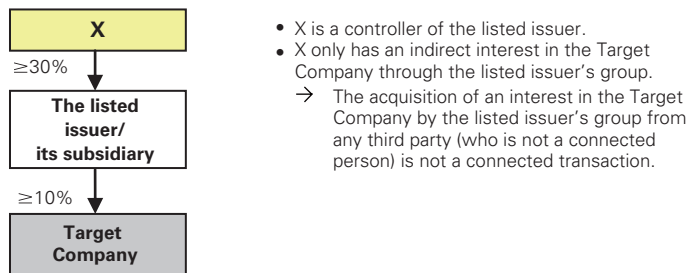 X
≥30%
The listed
issuer/
its subsidiary
≥10%
Target
Company
• X is a controller of the listed issuer.
• X only has an indirect interest in the Target
Company through the listed issuer’s group.
→ The acquisition of an interest in the Target
Company by the listed issuer’s group from
any third party (who is not a connected
person) is not a connected transaction.